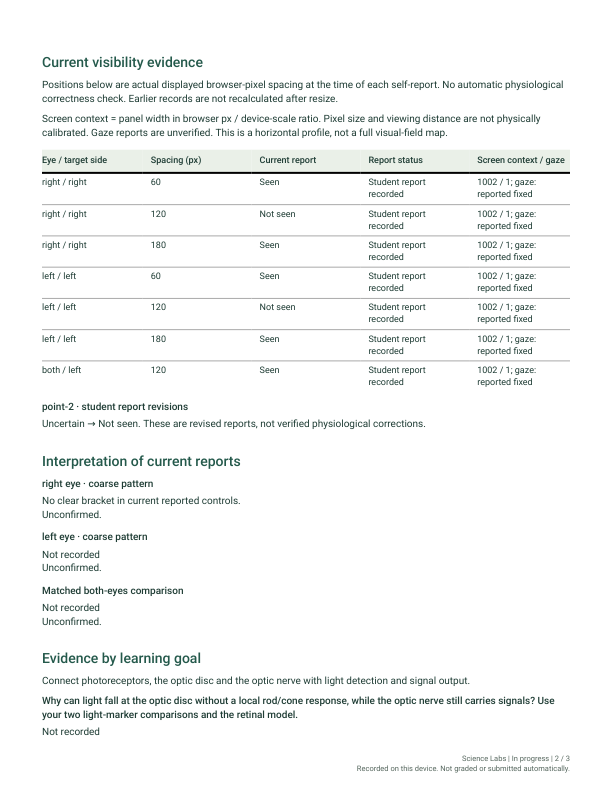 Current visibility evidence
Positions below are actual displayed browser-pixel spacing at the time of each self-report. No automatic physiological
correctness check. Earlier records are not recalculated after resize.
Screen context = panel width in browser px / device-scale ratio. Pixel size and viewing distance are not physically
calibrated. Gaze reports are unverified. This is a horizontal profile, not a full visual-field map.
Eye / target side Spacing (px) Current report Report status Screen context / gaze
right / right 60 Seen Student report 1002 / 1; gaze:
recorded reported fixed
right / right 120 Not seen Student report 1002 / 1; gaze:
recorded reported fixed
right / right 180 Seen Student report 1002 / 1; gaze:
recorded reported fixed
left / left 60 Seen Student report 1002 / 1; gaze:
recorded reported fixed
left / left 120 Not seen Student report 1002 / 1; gaze:
recorded reported fixed
left / left 180 Seen Student report 1002 / 1; gaze:
recorded reported fixed
both / left 120 Seen Student report 1002 / 1; gaze:
recorded reported fixed
point-2 · student report revisions
Uncertain → Not seen. These are revised reports, not verified physiological corrections.
Interpretation of current reports
right eye · coarse pattern
No clear bracket in current reported controls.
Unconfirmed.
left eye · coarse pattern
Not recorded
Unconfirmed.
Matched both-eyes comparison
Not recorded
Unconfirmed.
Evidence by learning goal
Connect photoreceptors, the optic disc and the optic nerve with light detection and signal output.
Why can light fall at the optic disc without a local rod/cone response, while the optic nerve still carries signals? Use
your two light-marker comparisons and the retinal model.
Not recorded
Science Labs | In progress | 2 / 3
Recorded on this device. Not graded or submitted automatically.